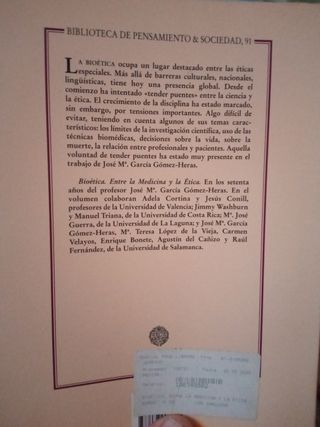 BIBLIOTECA DE PENSAMIENTO & SOCIEDAD, 91
LA BIOÉTICA ocupa un lugar destacado entre las éticas
especiales. Más allá de barreras culturales, nacionales,
lingüísticas, tiene hoy una presencia global. Desde el
comienzo ha intentado «tender puentes» entre la ciencia y
la ética. El crecimiento de la disciplina ha estado marcado,
sin embargo, por tensiones importantes. Algo difícil de
evitar, teniendo en cuenta algunos de sus temas carac-
terísticos: los límites de la investigación científica, uso de las
técnicas biomédicas, decisiones sobre la vida, sobre la
muerte, la relación entre profesionales y pacientes. Aquella
voluntad de tender puentes ha estado muy presente en el
trabajo de José Mª. García Gómez-Heras.
Bioética. Entre la Medicina y la Ética. En los setenta
años del profesor José Mª. García Gómez-Heras. En
el volumen colaboran Adela Cortina y Jesús Conill,
profesores de la Universidad de Valencia; Jimmy Washburn
y Manuel Triana, de la Universidad de Costa Rica; Mª. José
Guerra, de la Universidad de La Laguna; y José Mª. García
Gómez-Heras, Mª. Teresa López de la Vieja, Carmen
Velayos, Enrique Bonete, Agustín del Cañizo y Raúl
Fernández, de la Universidad de Salamanca.